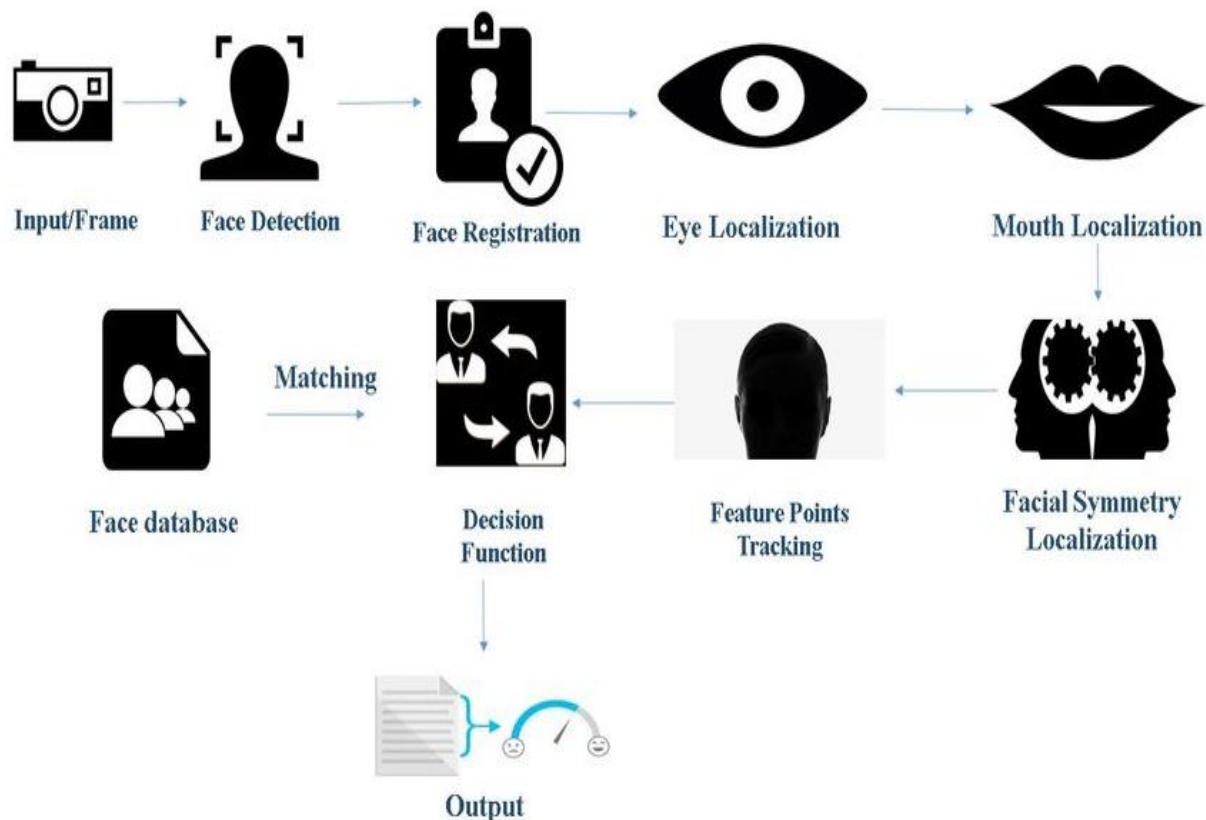 Input/Frame
Face Detection
Face Registration
Eye Localization
Mouth Localization
Matching
Face database
Decision
Function
Feature Points
Tracking
Facial Symmetry
Localization
Output